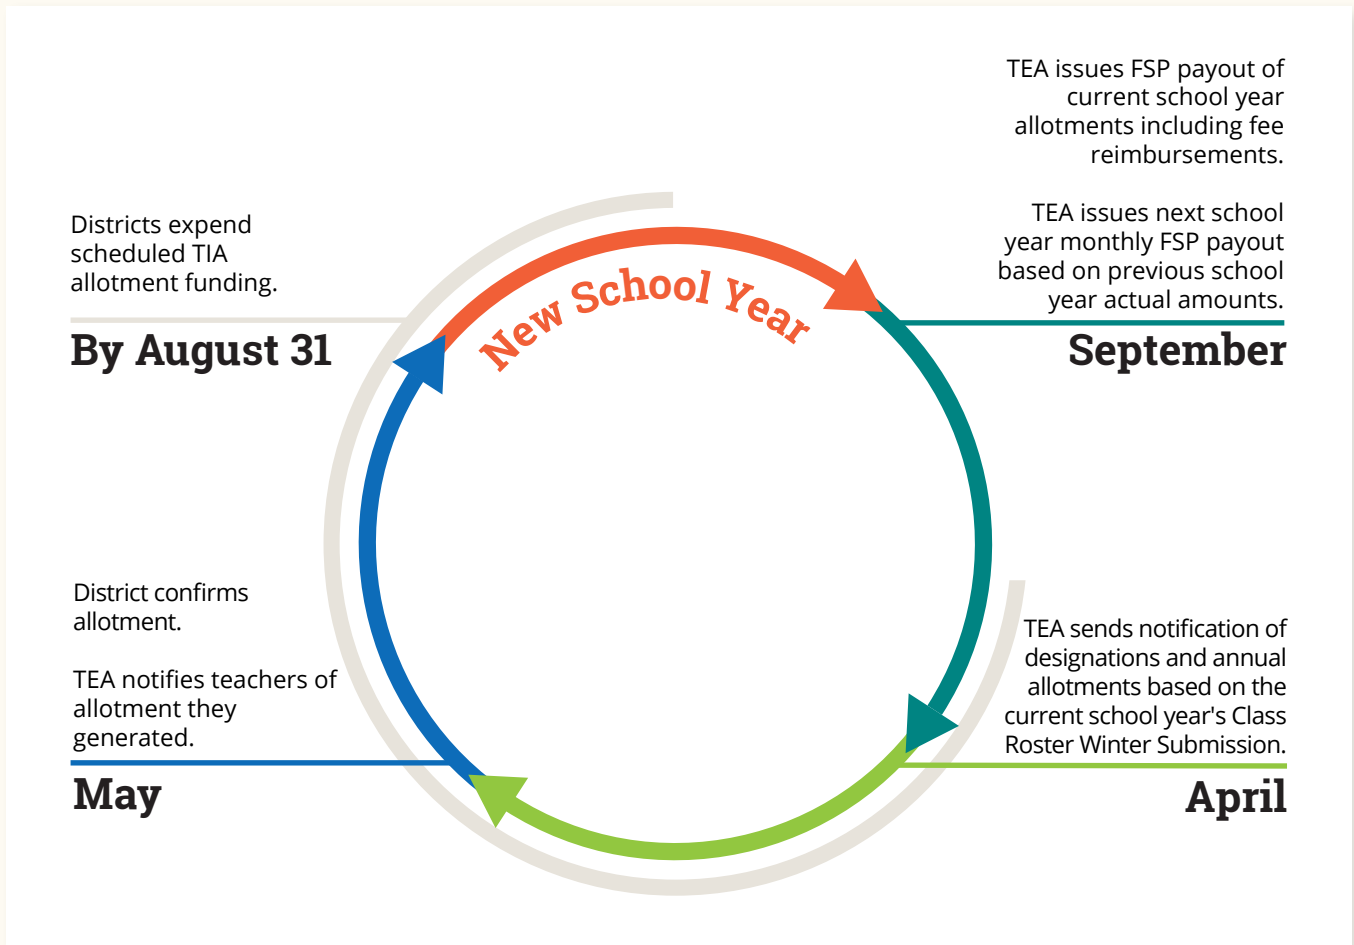 TEA issues FSP payout of
current school year
allotments including fee
reimbursements.
TEA issues next school
year monthly FSP payout
based on previous school
year actual amounts.
September
Districts expend
scheduled TIA
allotment funding.
By August 31
New School Year
District confirms
allotment.
TEA notifies teachers of
allotment they
generated.
May
TEA sends notification of
designations and annual
allotments based on the
current school year's Class
Roster Winter Submission.
April